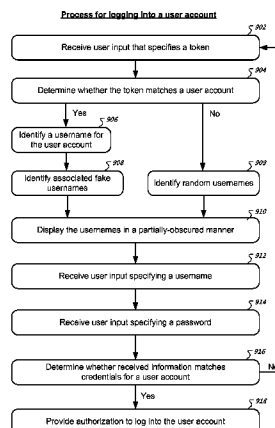 Process for logging into a user account
902
Receive user input that specifies a token
904
Determine whether the token matches a user account
Yes
No
906
Identify a username for
the user account
908
Identify associated fake
usernames
909
Identify random usernames
910
Display the usernames in a partially-obscured manner
912
Receive user input specifying a username
914
Receive user input specifying a password
916
Determine whether received information matches
credentials for a user account
No
Yes
918
Provide authorization to log into the user account